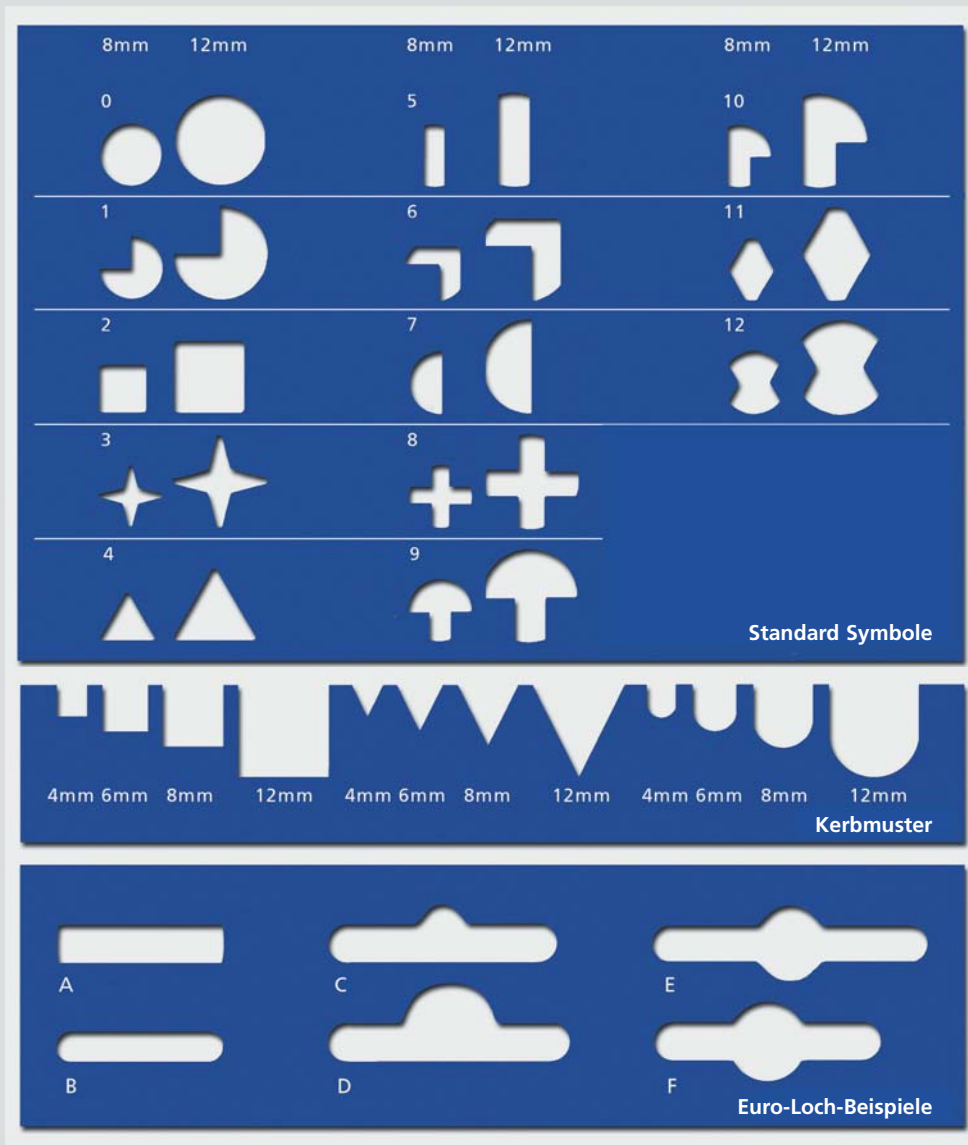 8mm 12mm 8mm 12mm 8mm 12mm
0 5 10
1 6 11
2 7 12
3 8
4 9
Standard Symbole
4mm 6mm 8mm 12mm 4mm 6mm 8mm 12mm 4mm 6mm 8mm 12mm
Kerbmuster
A C E
B D F
Euro-Loch-Beispiele